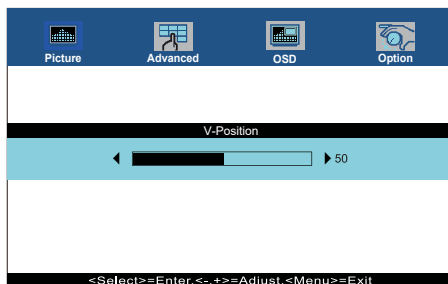 Picture Advanced OSD Option
V-Position
50
<Select>=Enter,<-,+>=Adjust,<Menu>=Exit